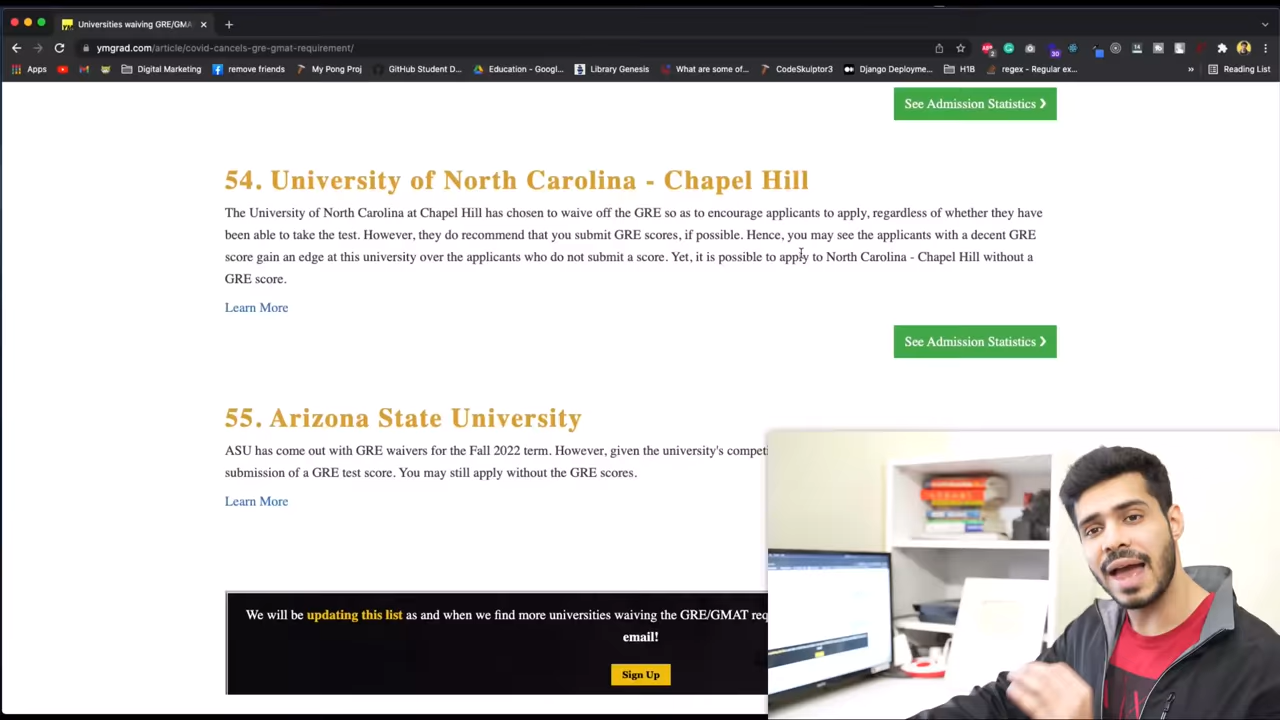 Universities waiving GRE/GMA
ymgrad.com/article/covid-cancels-gre-gmat-requirement/
Apps
Digital Marketing
remove friends
My Pong Proj
GitHub Student D...
Education - Googl...
Library Genesis
What are some of...
CodeSkulptor3
Django Deployme...
H1B
regex - Regular ex...
»
Reading List
See Admission Statistics ❯
54. University of North Carolina - Chapel Hill
The University of North Carolina at Chapel Hill has chosen to waive off the GRE so as to encourage applicants to apply, regardless of whether they have
been able to take the test. However, they do recommend that you submit GRE scores, if possible. Hence, you may see the applicants with a decent GRE
score gain an edge at this university over the applicants who do not submit a score. Yet, it is possible to apply to North Carolina - Chapel Hill without a
GRE score.
Learn More
See Admission Statistics ❯
55. Arizona State University
ASU has come out with GRE waivers for the Fall 2022 term. However, given the university's competi
submission of a GRE test score. You may still apply without the GRE scores.
Learn More
We will be updating this list as and when we find more universities waiving the GRE/GMAT req
email!
Sign Up